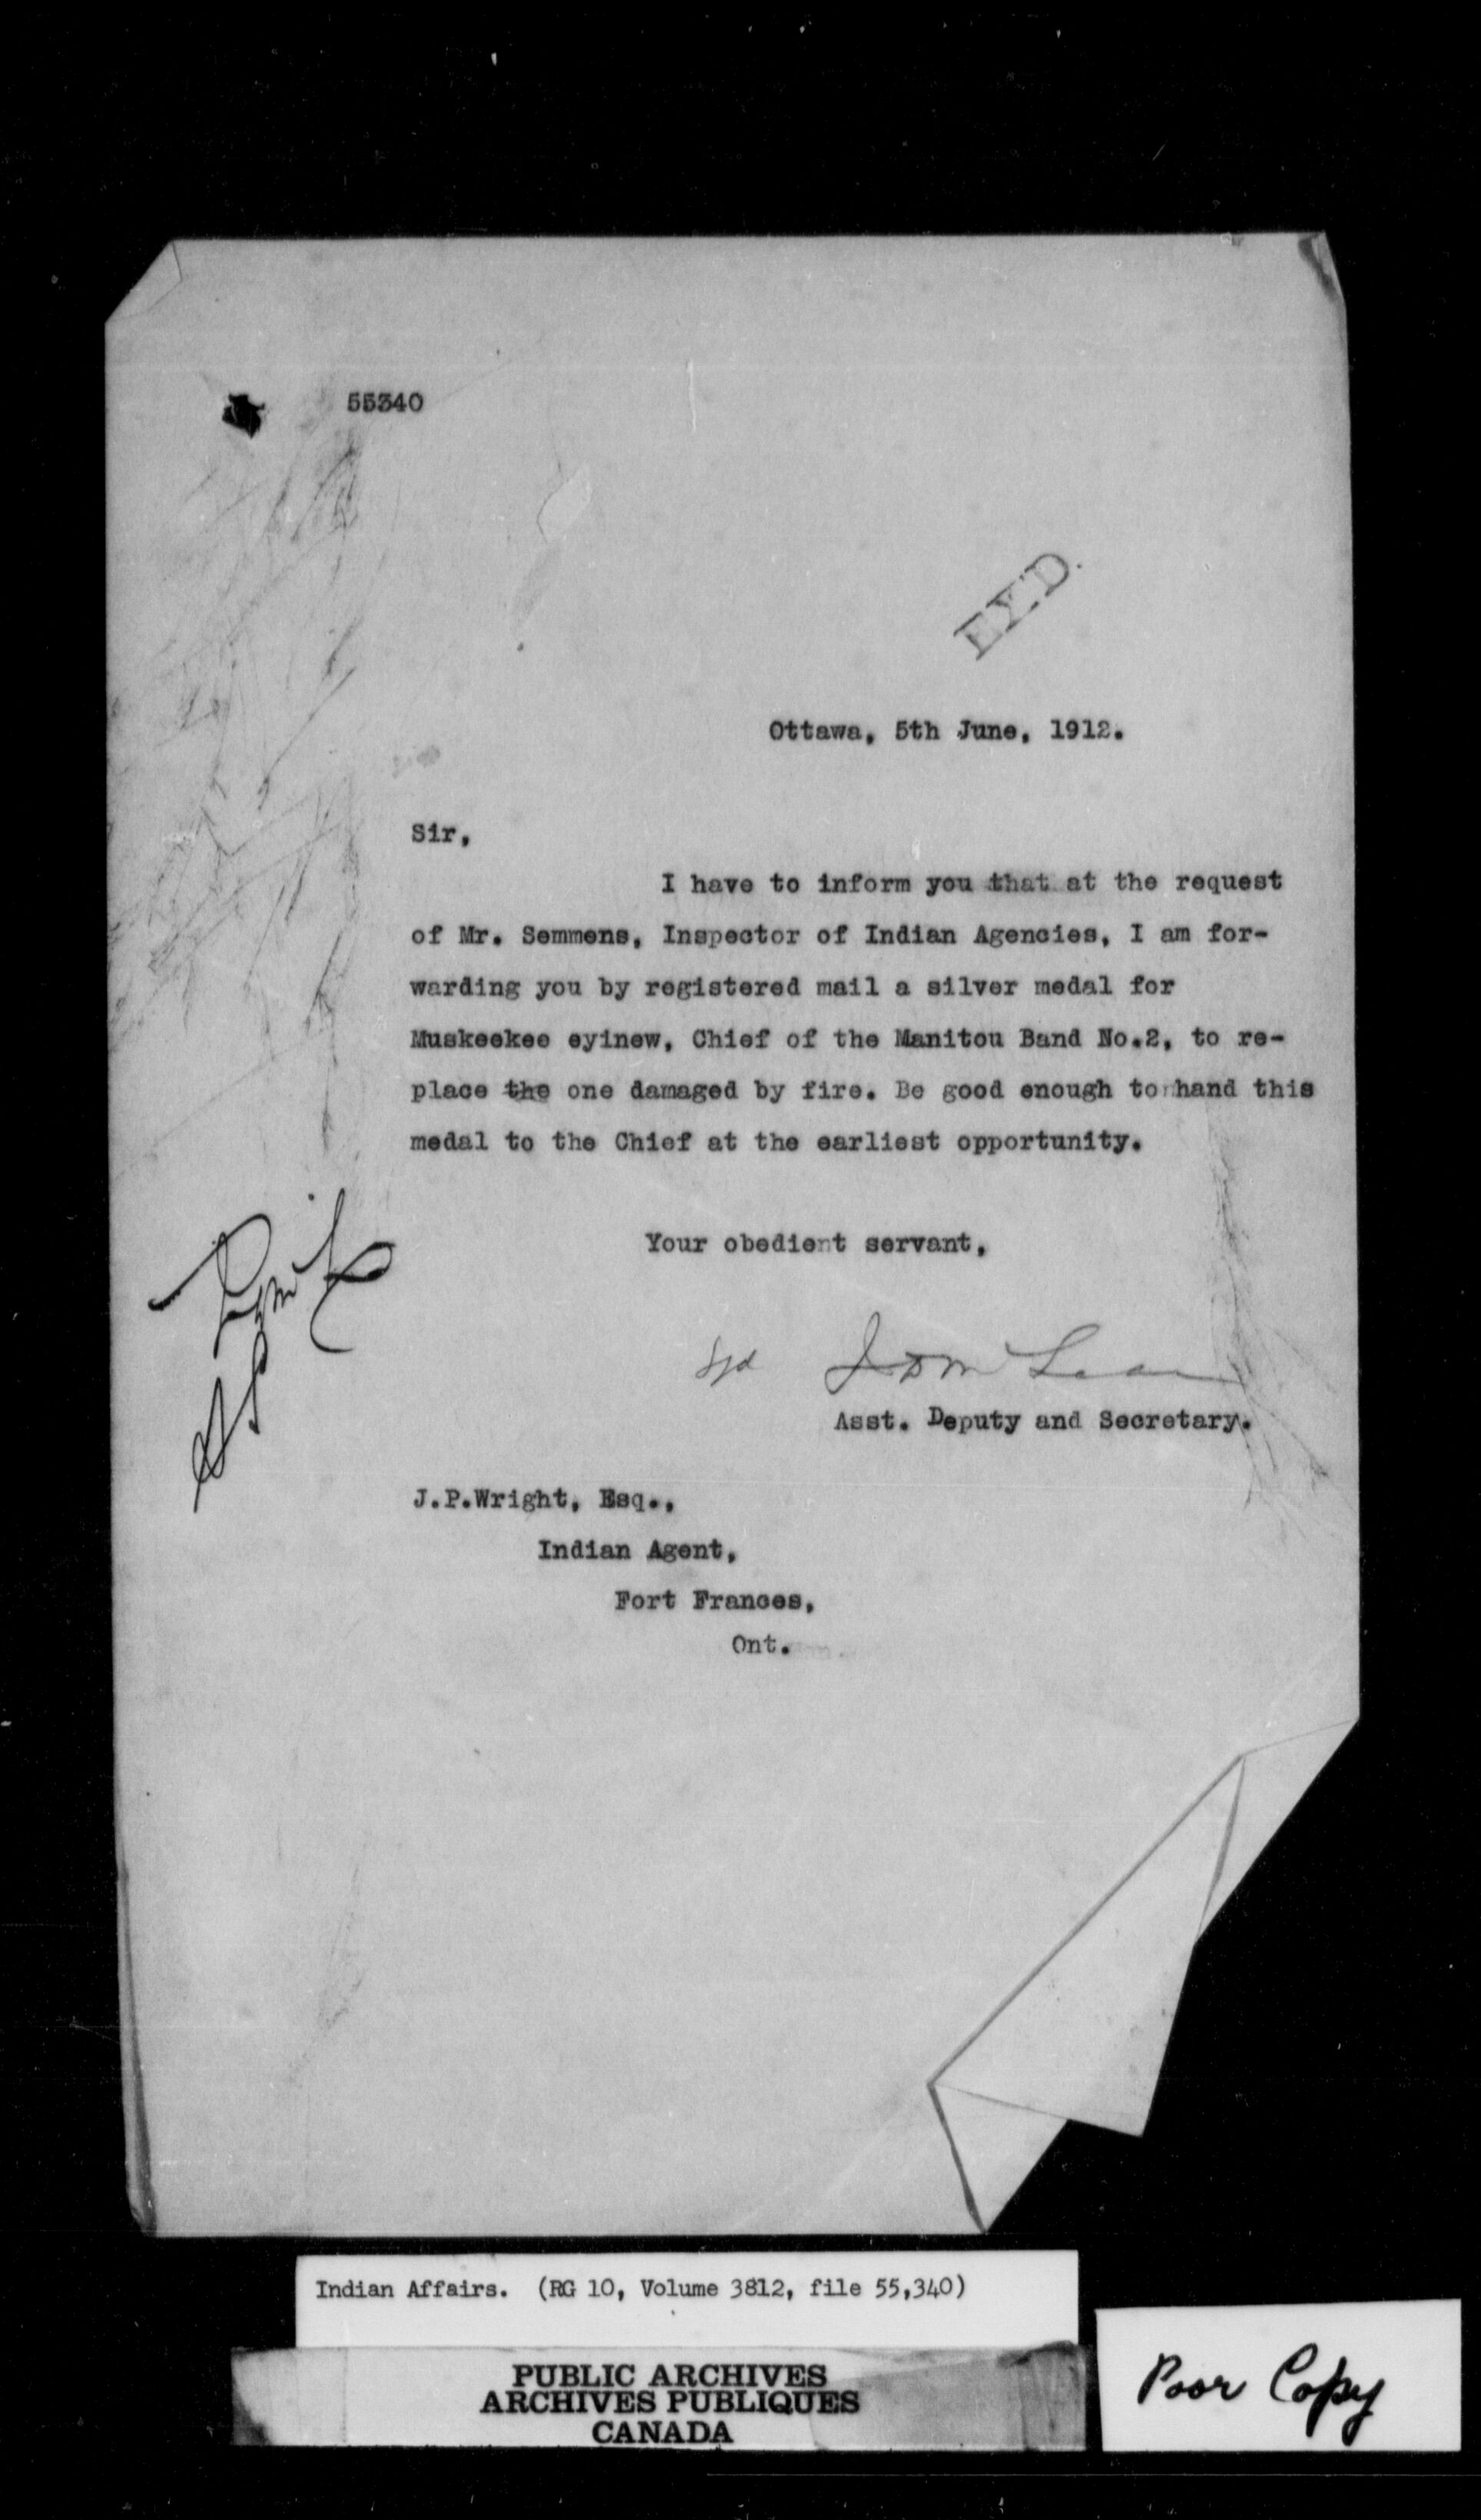 55340
Ottawa, 5th June, 1912.
Sir,
I have to inform you that at the request
of Mr. Semmens, Inspector of Indian Agencies, I am for-
warding you by registered mail a silver medal for
Muskeekee eyinew, Chief of the Manitou Band No.2, to re-
place the one damaged by fire. Be good enough to hand this
medal to the Chief at the earliest opportunity.
Your obedient servant,
Sgd J D McLean
Asst. Deputy and Secretary.
J.P.Wright, Esq.,
Indian Agent,
Fort Frances,
Ont.
Indian Affairs. (RG 10, Volume 3812, file 55,340)
PUBLIC ARCHIVES
ARCHIVES PUBLIQUES
CANADA
Poor Copy